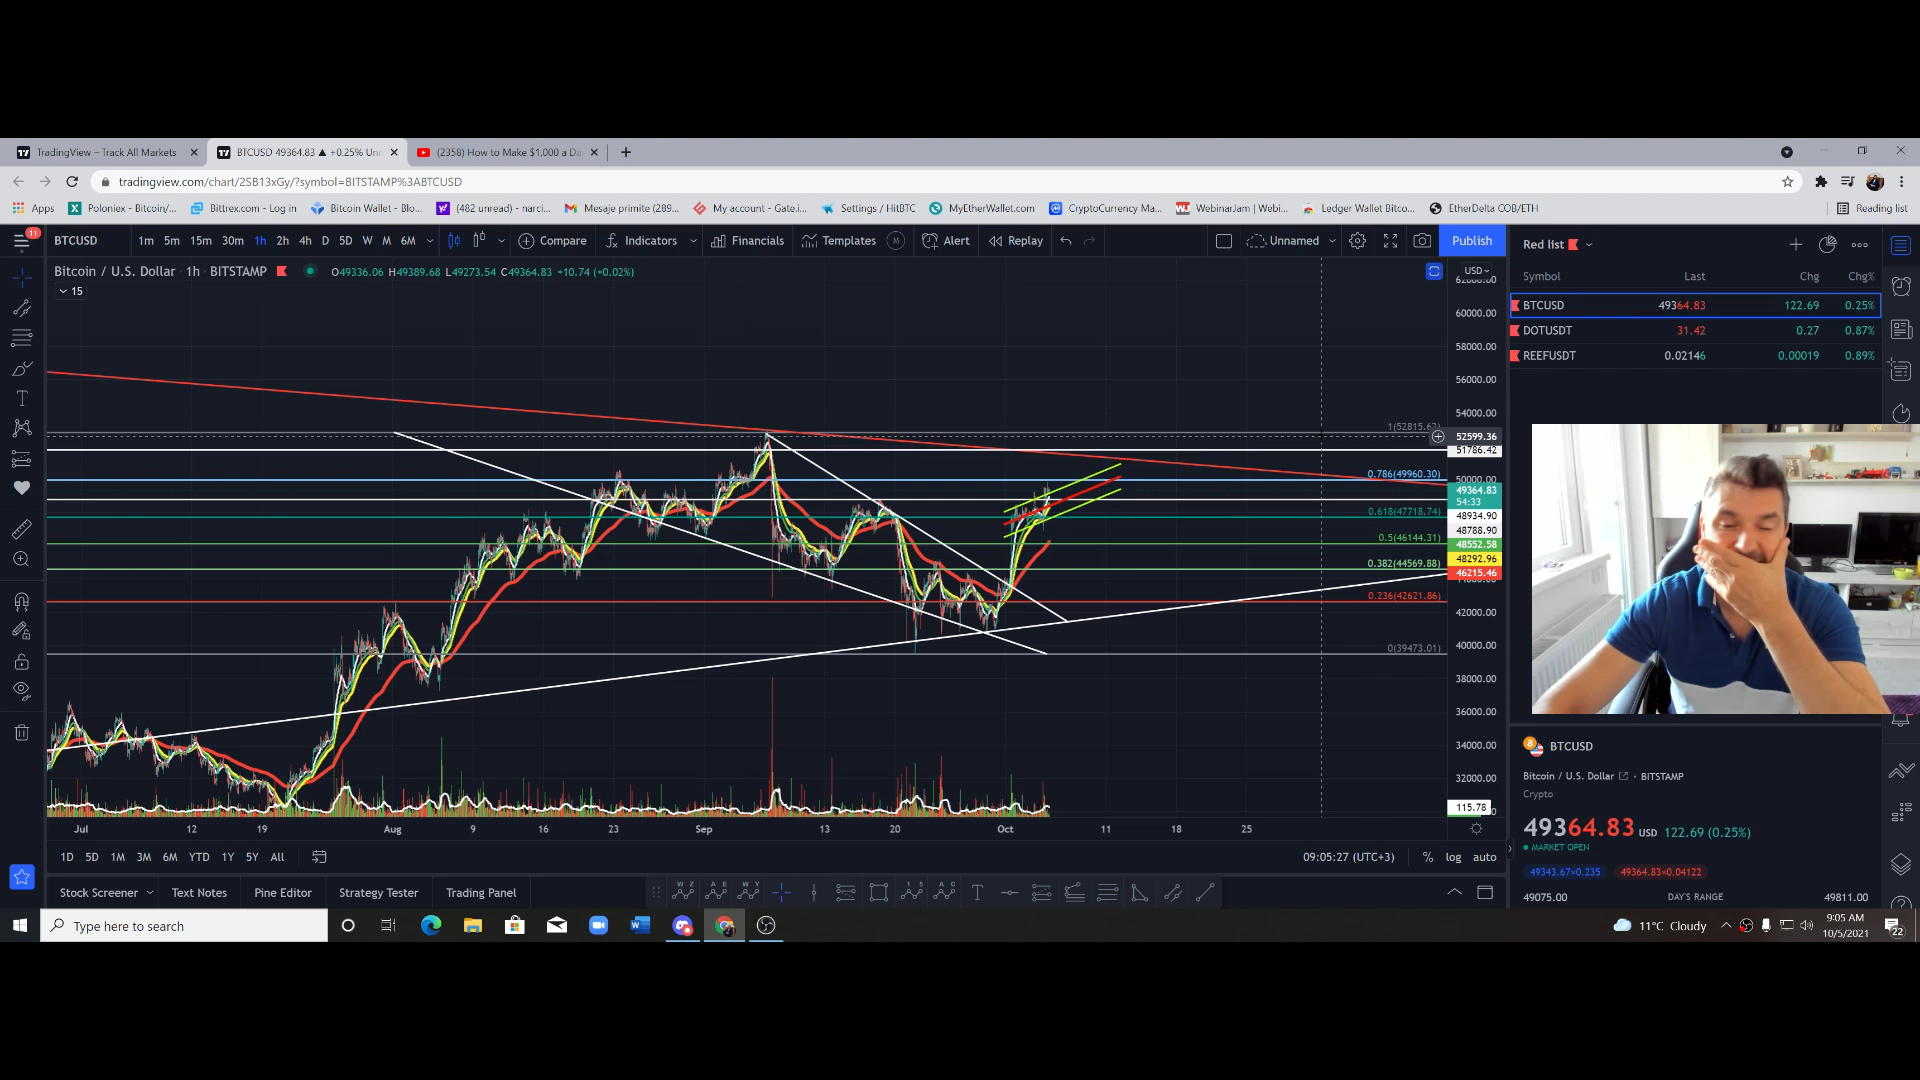 TradingView – Track All Markets
BTCUSD 49364.83 ▲ +0.25% Unn
(2358) How to Make $1,000 a Da
tradingview.com/chart/2SB13xGy/?symbol=BITSTAMP%3ABTCUSD
Apps Poloniex - Bitcoin/... Bittrex.com - Log in Bitcoin Wallet - Blo... (482 unread) - narci... Mesaje primite (289... My account - Gate.i... Settings / HitBTC MyEtherWallet.com CryptoCurrency Ma... WebinarJam | Webi... Ledger Wallet Bitco... EtherDelta COB/ETH Reading list
11
BTCUSD 1m 5m 15m 30m 1h 2h 4h D 5D W M 6M Compare Indicators Financials Templates M Alert Replay Unnamed Publish
Bitcoin / U.S. Dollar · 1h · BITSTAMP O49336.06 H49389.68 L49273.54 C49364.83 +10.74 (+0.02%)
15
USD
60000.00
58000.00
56000.00
54000.00
1(52815.63)
52599.36
51786.42
0.786(49960.30)
50000.00
49364.83
54:33
0.618(47718.74)
48934.90
48788.90
0.5(46144.31)
48552.58
48292.96
0.382(44569.88)
46215.46
0.236(42621.86)
42000.00
0(39473.01)
40000.00
38000.00
36000.00
34000.00
32000.00
115.78
Jul 12 19 Aug 9 16 23 Sep 13 20 Oct 11 18 25
1D 5D 1M 3M 6M YTD 1Y 5Y All
09:05:27 (UTC+3) % log auto
Stock Screener Text Notes Pine Editor Strategy Tester Trading Panel
Red list
Symbol Last Chg Chg%
BTCUSD 49364.83 122.69 0.25%
DOTUSDT 31.42 0.27 0.87%
REEFUSDT 0.02146 0.00019 0.89%
BTCUSD
Bitcoin / U.S. Dollar · BITSTAMP
Crypto
49364.83 USD 122.69 (0.25%)
MARKET OPEN
49343.67×0.235 49364.83×0.04122
49075.00 DAY'S RANGE 49811.00
Type here to search
11°C Cloudy
9:05 AM
10/5/2021
22